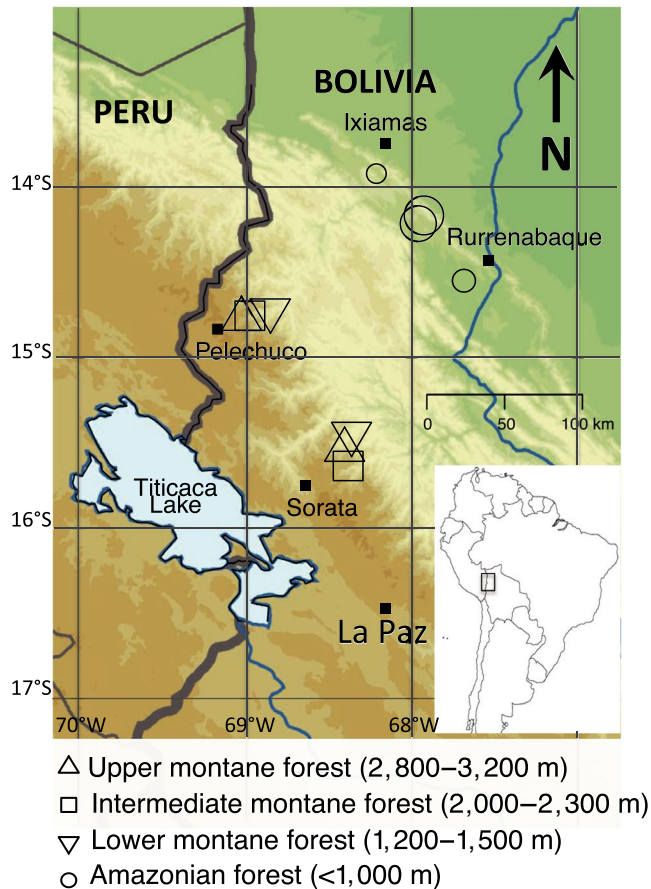 BOLIVIA
PERU
Ixiamas
N
14°S
Rurrenabaque
Pelechuco
15°S
0 50 100 km
Titicaca
Lake
Sorata
16°S
La Paz
17°S
70°W 69°W 68°W
Upper montane forest (2,800–3,200 m)
Intermediate montane forest (2,000–2,300 m)
Lower montane forest (1,200–1,500 m)
Amazonian forest (<1,000 m)